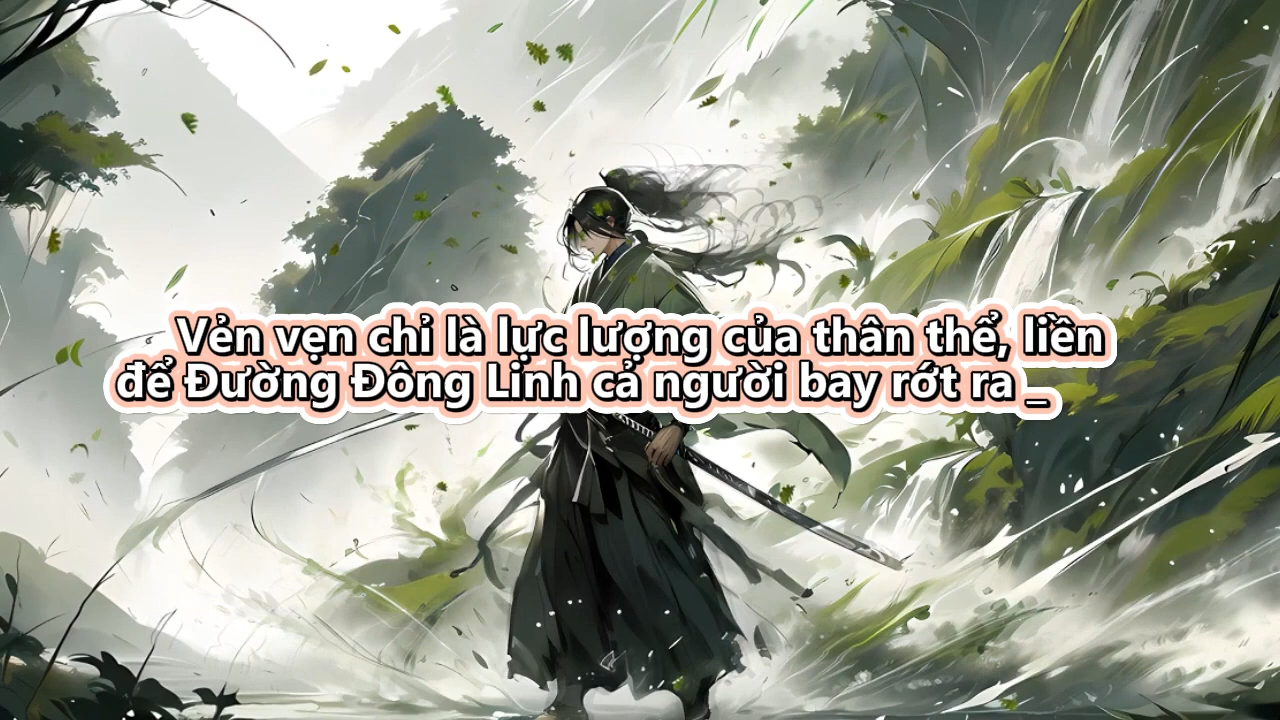 Vẻn vẹn chỉ là lực lượng của thân thể, liền
để Đường Đông Linh cả người bay rớt ra _